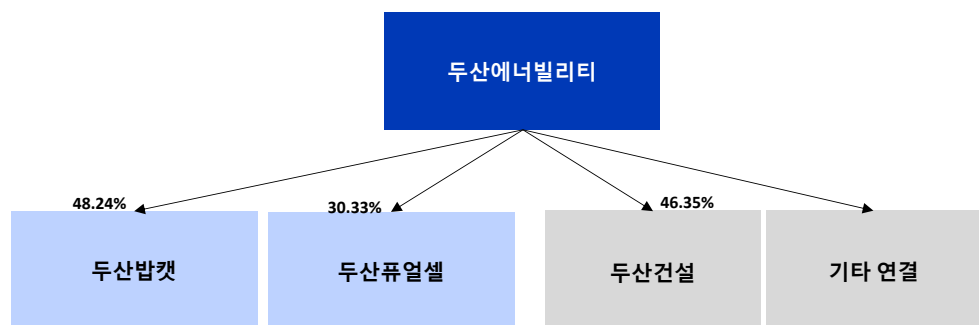 두산에너빌리티
48.24%
30.33%
46.35%
두산밥캣
두산퓨얼셀
두산건설
기타 연결